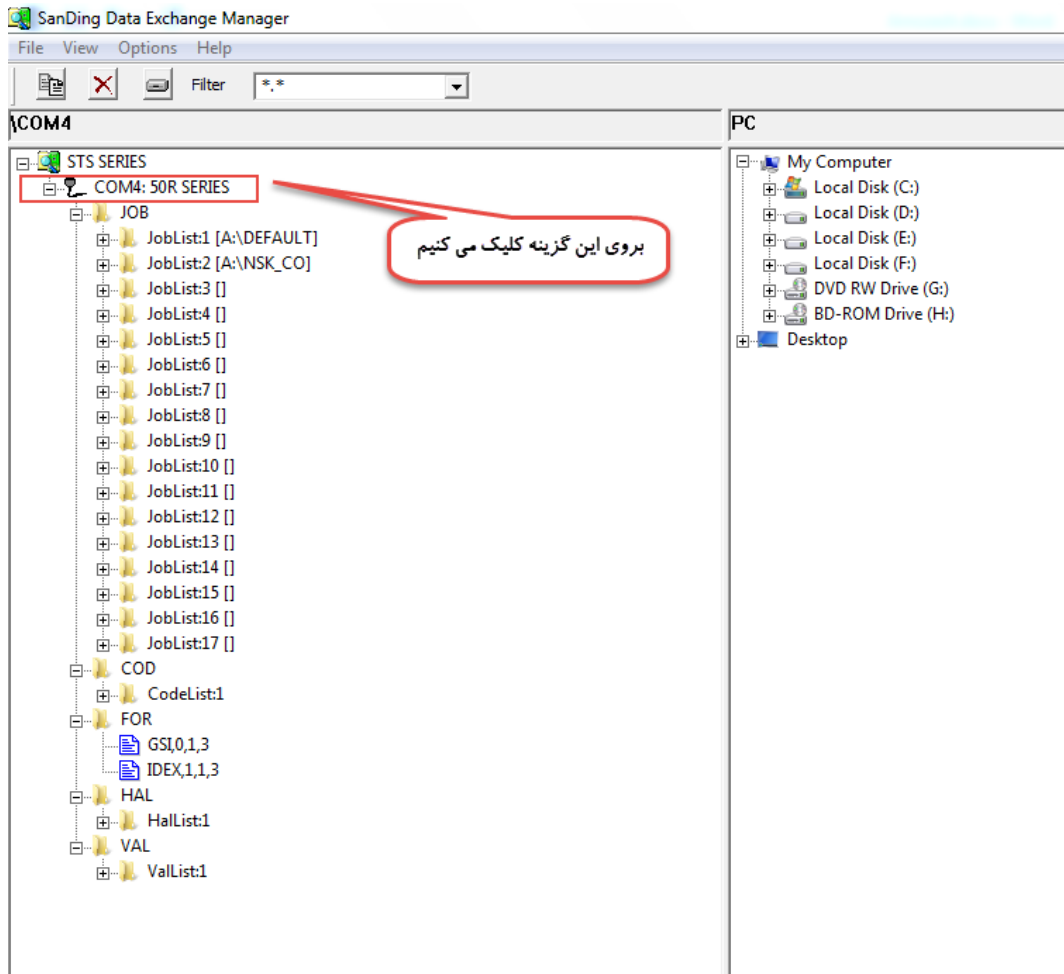 SanDing Data Exchange Manager
File View Options Help
Filter *.*
\COM4
PC
STS SERIES
COM4: 50R SERIES
JOB
JobList:1 [A:\DEFAULT]
JobList:2 [A:\NSK_CO]
JobList:3 []
JobList:4 []
JobList:5 []
JobList:6 []
JobList:7 []
JobList:8 []
JobList:9 []
JobList:10 []
JobList:11 []
JobList:12 []
JobList:13 []
JobList:14 []
JobList:15 []
JobList:16 []
JobList:17 []
COD
CodeList:1
FOR
GSI,0,1,3
IDEX,1,1,3
HAL
HalList:1
VAL
ValList:1
بروی این گزینه کلیک می کنیم
My Computer
Local Disk (C:)
Local Disk (D:)
Local Disk (E:)
Local Disk (F:)
DVD RW Drive (G:)
BD-ROM Drive (H:)
Desktop